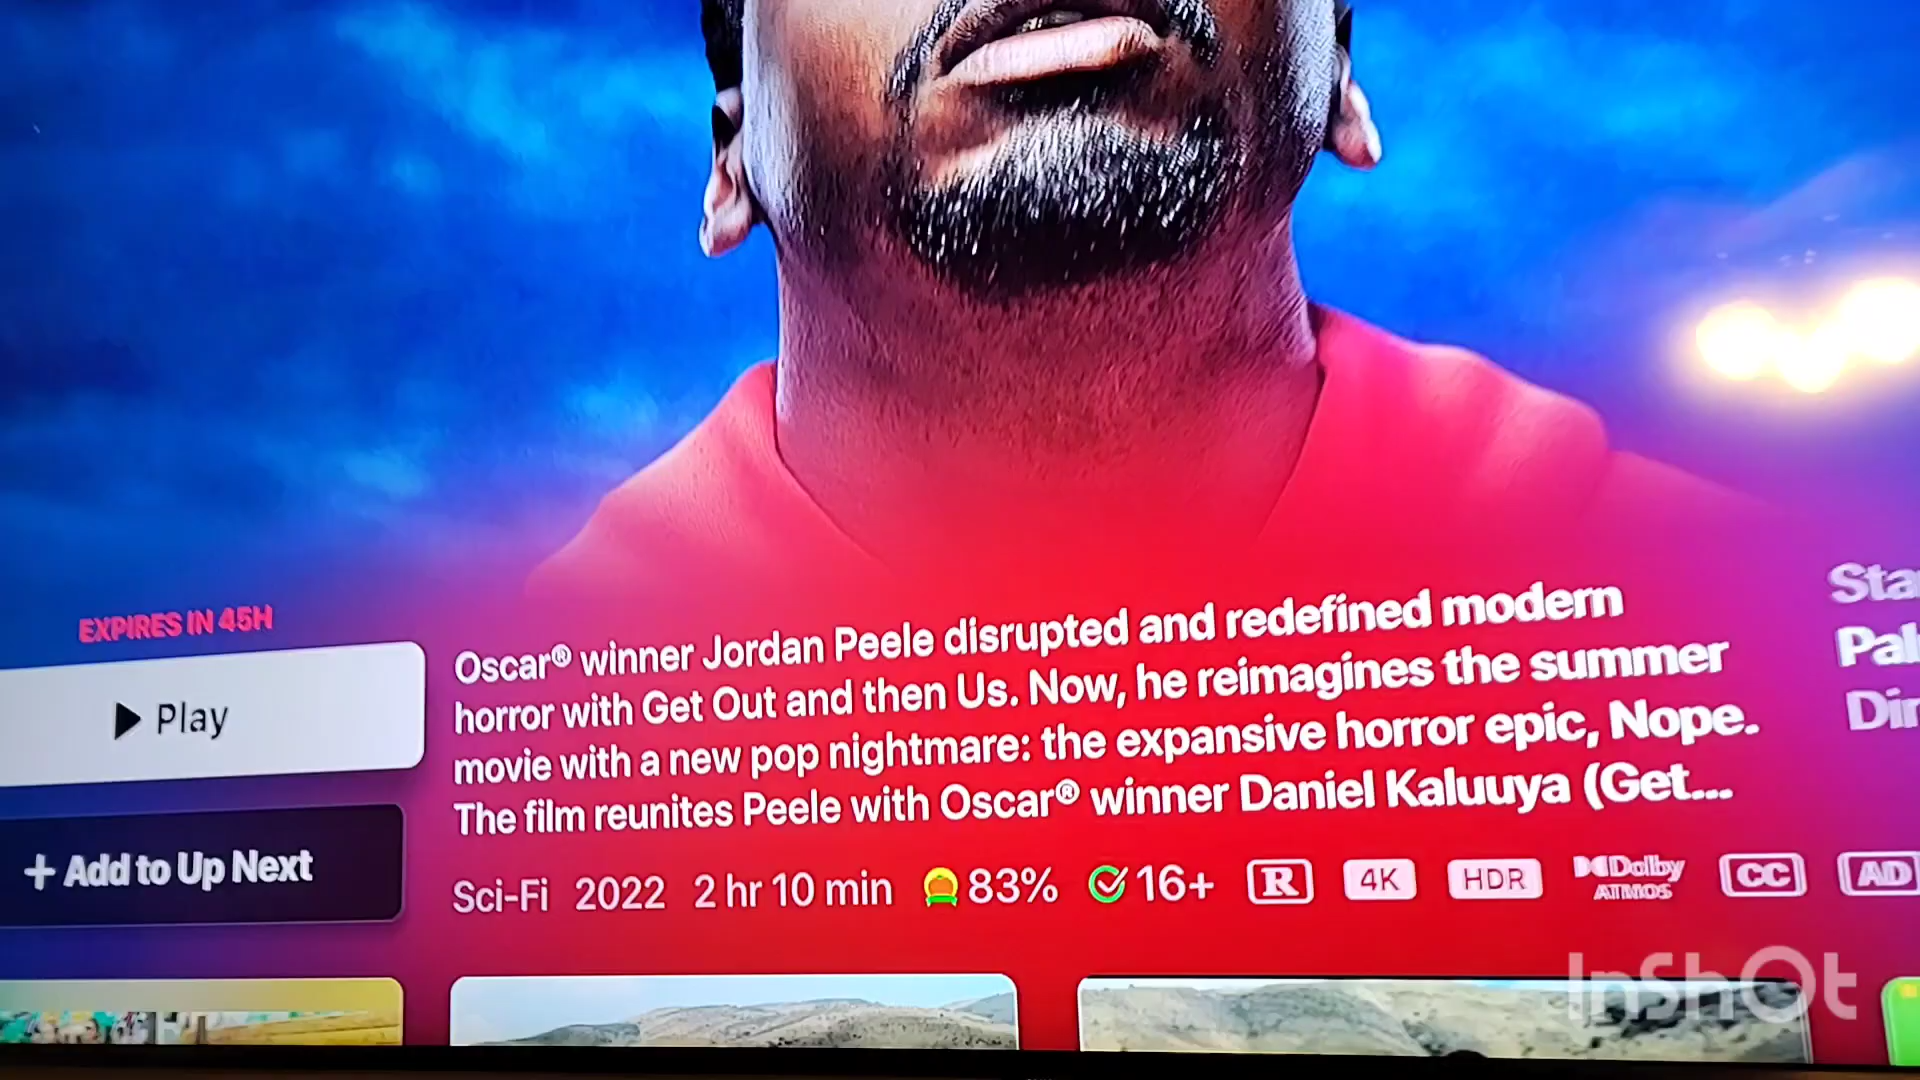 EXPIRES IN 45H
Play
+ Add to Up Next
Oscar® winner Jordan Peele disrupted and redefined modern
horror with Get Out and then Us. Now, he reimagines the summer
movie with a new pop nightmare: the expansive horror epic, Nope.
The film reunites Peele with Oscar® winner Daniel Kaluuya (Get...
Sci-Fi 2022 2 hr 10 min 83% 16+ R 4K HDR Dolby ATMOS CC AD
InShOt